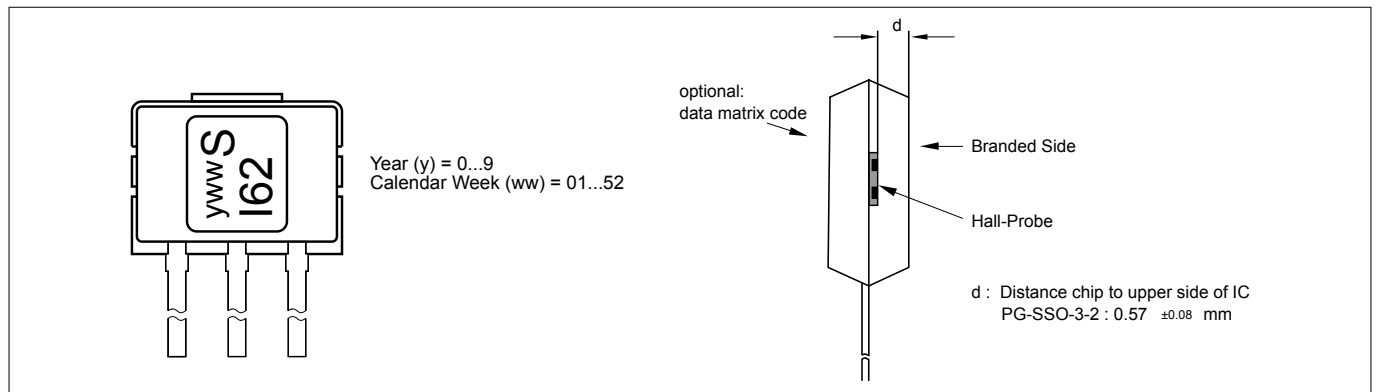 ywwS
I62
Year (y) = 0...9
Calendar Week (ww) = 01...52
d
optional:
data matrix code
Branded Side
Hall-Probe
d : Distance chip to upper side of IC
PG-SSO-3-2 : 0.57 ±0.08 mm